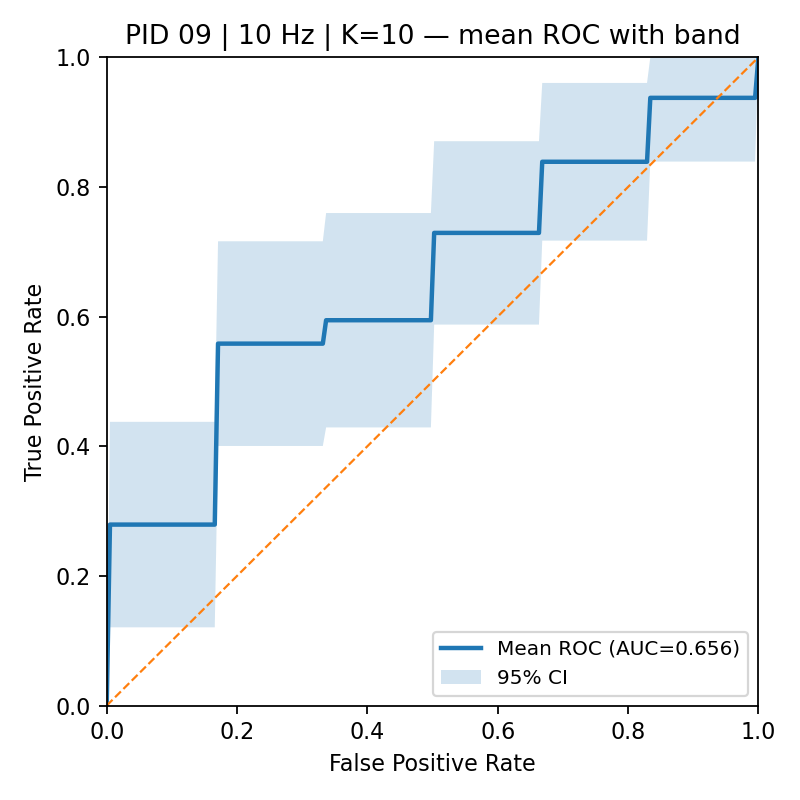 PID 09 | 10 Hz | K=10 — mean ROC with band
True Positive Rate
1.0
0.8
0.6
0.4
0.2
0.0
Mean ROC (AUC=0.656)
95% CI
0.0 0.2 0.4 0.6 0.8 1.0
False Positive Rate